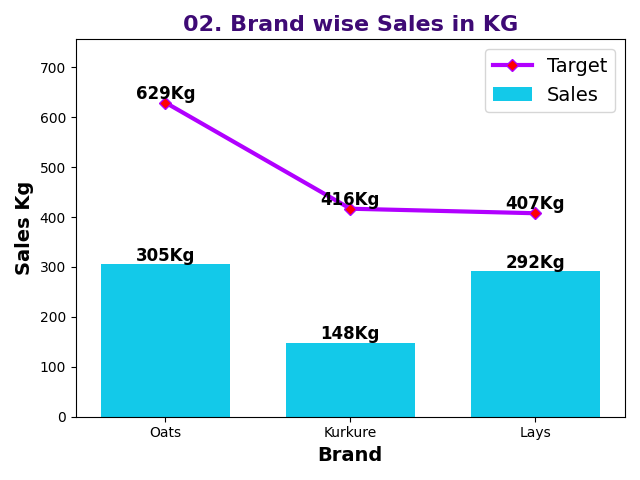 02. Brand wise Sales in KG
Target
Sales
700
600
500
400
300
200
100
0
Sales Kg
629Kg
416Kg
407Kg
305Kg
148Kg
292Kg
Oats
Kurkure
Lays
Brand